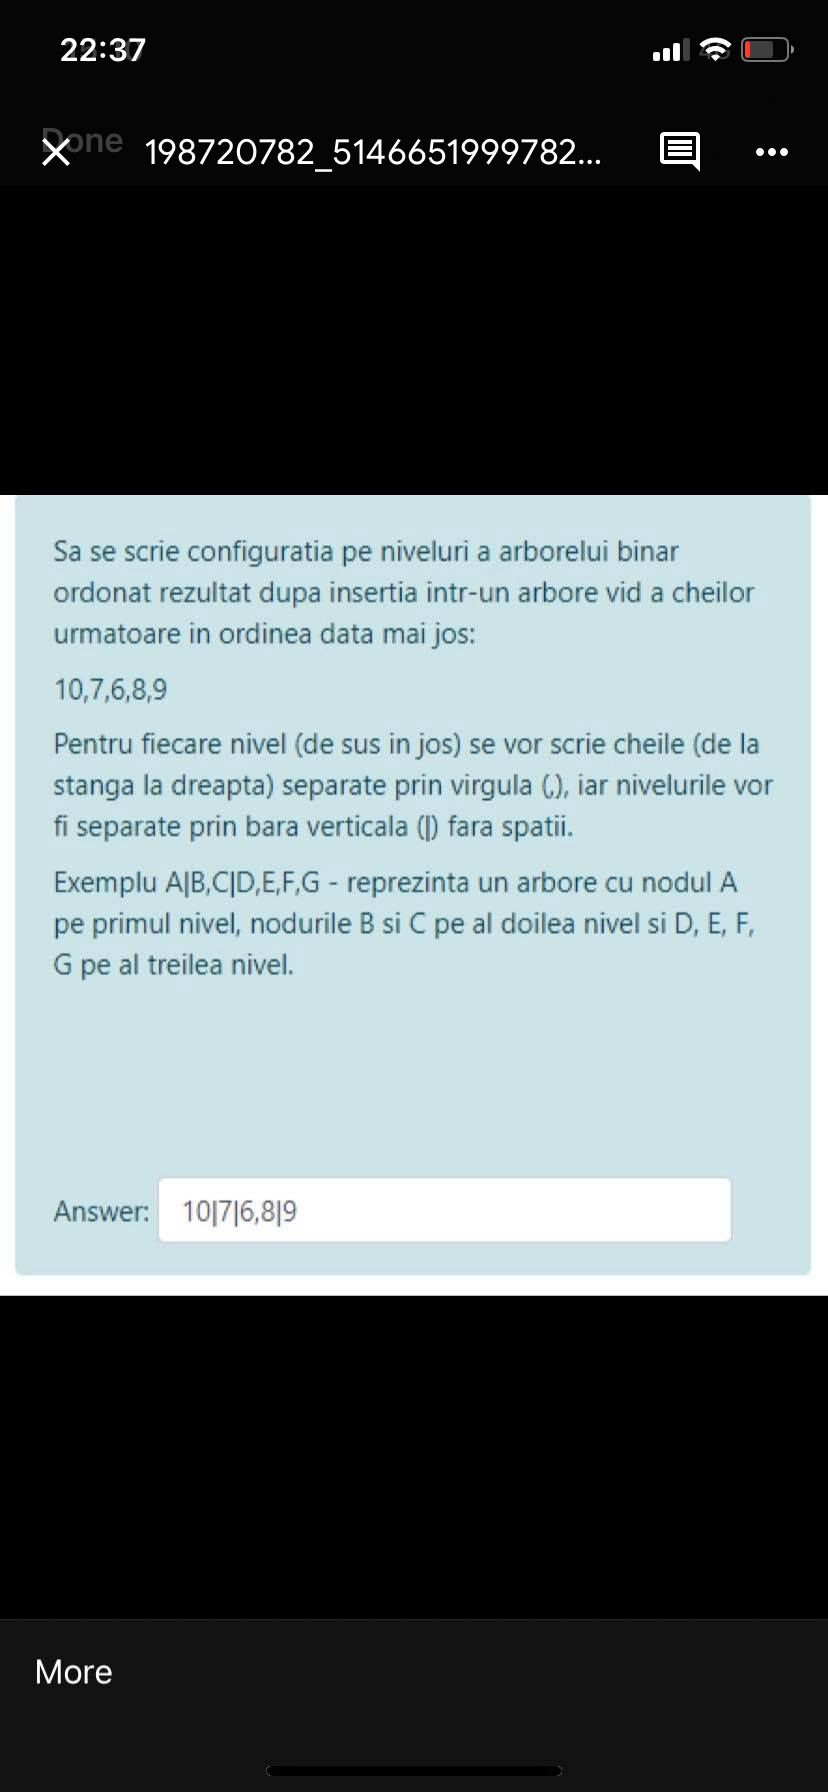 22:37
Done
198720782_5146651999782...
Sa se scrie configuratia pe niveluri a arborelui binar
ordonat rezultat dupa insertia intr-un arbore vid a cheilor
urmatoare in ordinea data mai jos:
10,7,6,8,9
Pentru fiecare nivel (de sus in jos) se vor scrie cheile (de la
stanga la dreapta) separate prin virgula (,), iar nivelurile vor
fi separate prin bara verticala (|) fara spatii.
Exemplu A|B,C|D,E,F,G - reprezinta un arbore cu nodul A
pe primul nivel, nodurile B si C pe al doilea nivel si D, E, F,
G pe al treilea nivel.
Answer: 10|7|6,8|9
More